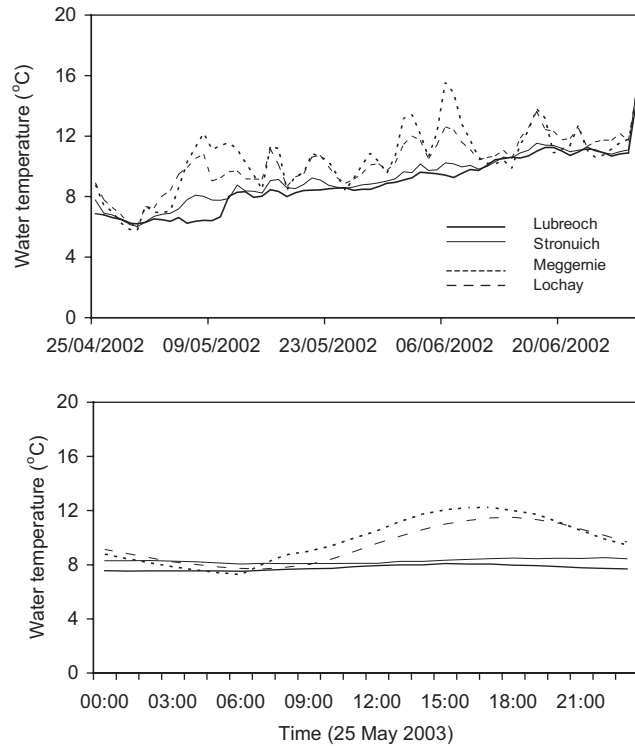 20
16
12
8
4
0
Water temperature (°C)
Lubreoch
Stronuich
Meggernie
Lochay
25/04/2002 09/05/2002 23/05/2002 06/06/2002 20/06/2002
20
16
12
8
4
0
Water temperature (°C)
00:00 03:00 06:00 09:00 12:00 15:00 18:00 21:00
Time (25 May 2003)